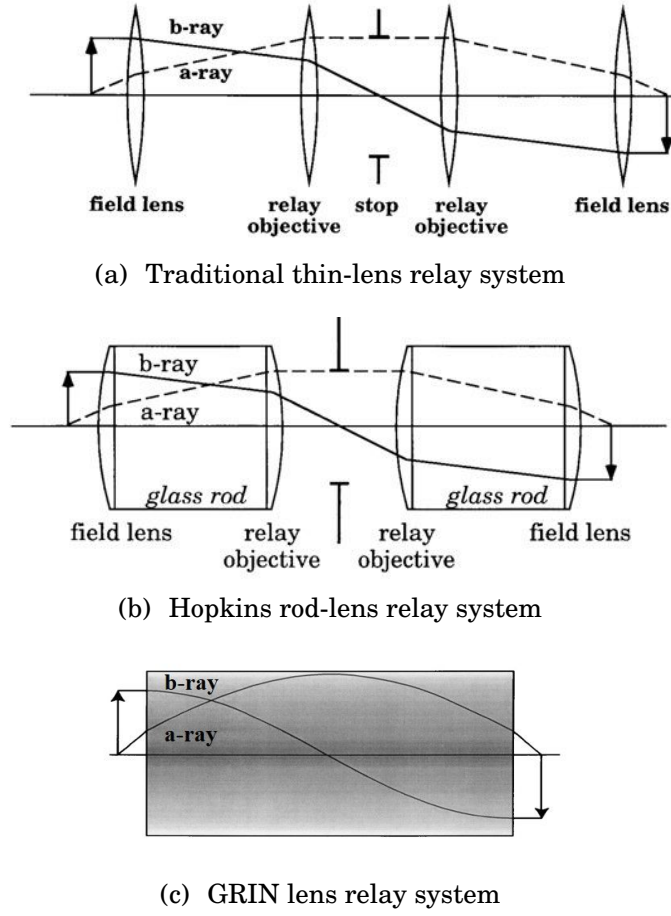 b-ray
a-ray
field lens relay objective stop relay objective field lens
(a) Traditional thin-lens relay system
b-ray
a-ray
glass rod glass rod
field lens relay objective relay objective field lens
(b) Hopkins rod-lens relay system
b-ray
a-ray
(c) GRIN lens relay system